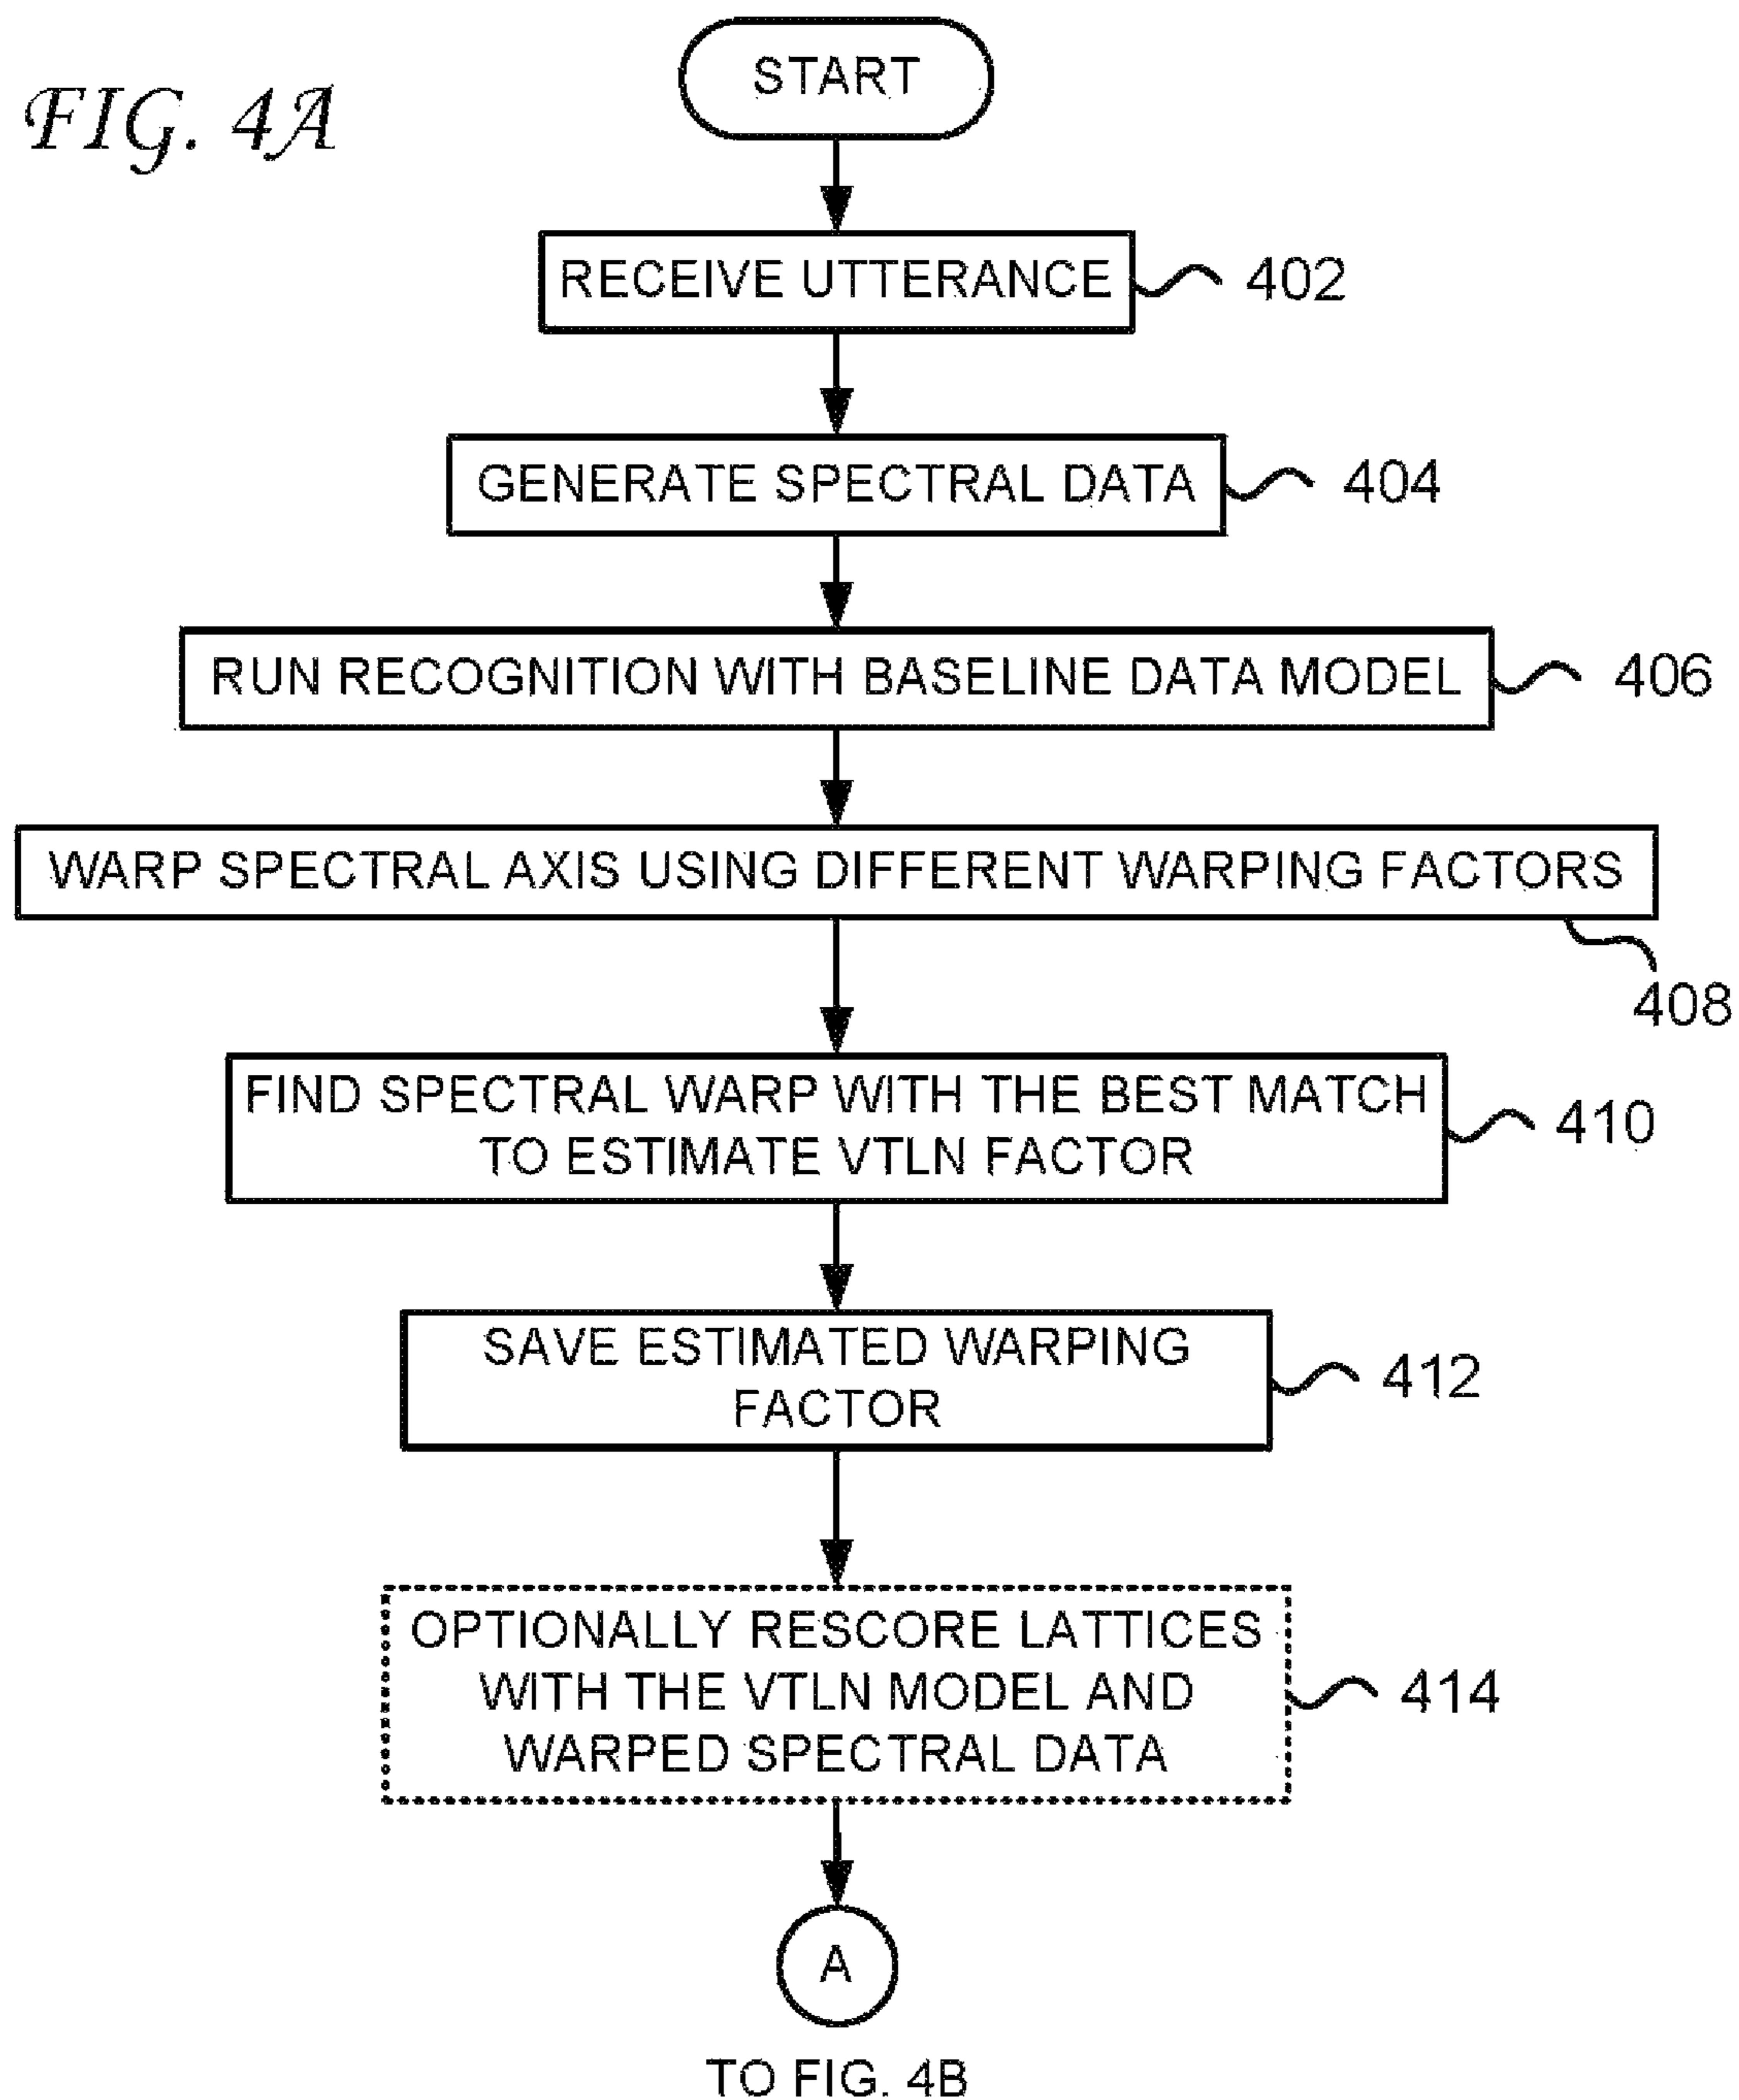 FIG. 4A
START
RECEIVE UTTERANCE
402
GENERATE SPECTRAL DATA
404
RUN RECOGNITION WITH BASELINE DATA MODEL
406
WARP SPECTRAL AXIS USING DIFFERENT WARPING FACTORS
408
FIND SPECTRAL WARP WITH THE BEST MATCH
TO ESTIMATE VTLN FACTOR
410
SAVE ESTIMATED WARPING
FACTOR
412
OPTIONALLY RESCORE LATTICES
WITH THE VTLN MODEL AND
WARPED SPECTRAL DATA
414
A
TO FIG. 4B